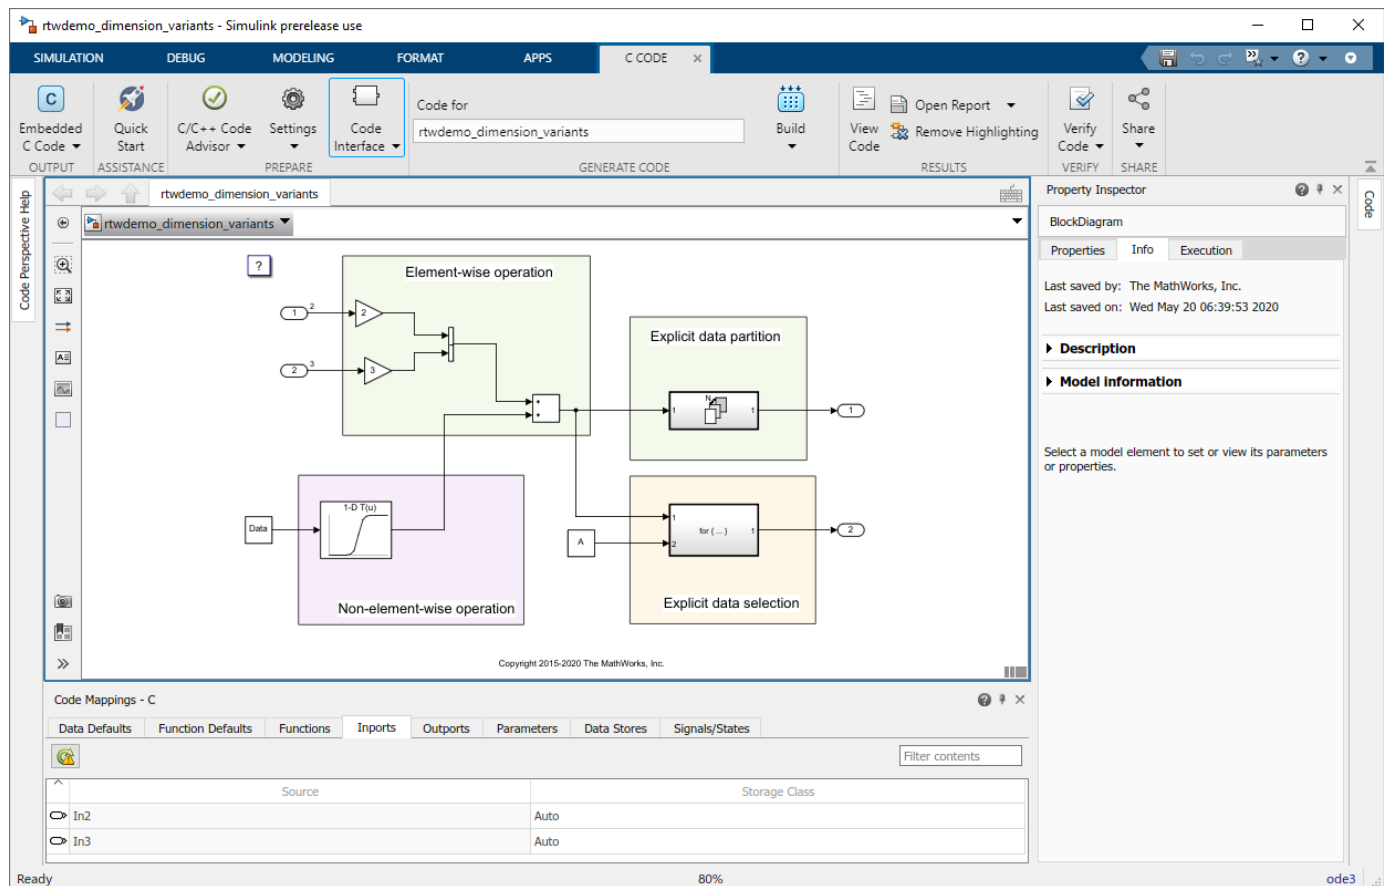 rtwdemo_dimension_variants - Simulink prerelease use
SIMULATION DEBUG MODELING FORMAT APPS C CODE
Embedded C Code
Quick Start
C/C++ Code Advisor
Settings
Code Interface
Code for
rtwdemo_dimension_variants
Build
View Code
Open Report
Remove Highlighting
Verify Code
Share
OUTPUT ASSISTANCE PREPARE GENERATE CODE RESULTS VERIFY SHARE
Code Perspective Help
rtwdemo_dimension_variants
rtwdemo_dimension_variants
?
Element-wise operation
1 2
2
2 3
3
+
+
Explicit data partition
1 N 1
1
Non-element-wise operation
Data
1-D T(u)
A
1
2
for { ... }
1
2
Explicit data selection
Copyright 2015-2020 The MathWorks, Inc.
Property Inspector
BlockDiagram
Properties Info Execution
Last saved by: The MathWorks, Inc.
Last saved on: Wed May 20 06:39:53 2020
Description
Model information
Select a model element to set or view its parameters
or properties.
Code
Code Mappings - C
Data Defaults Function Defaults Functions Inports Outports Parameters Data Stores Signals/States
Filter contents
Source Storage Class
In2 Auto
In3 Auto
Ready 80% ode3